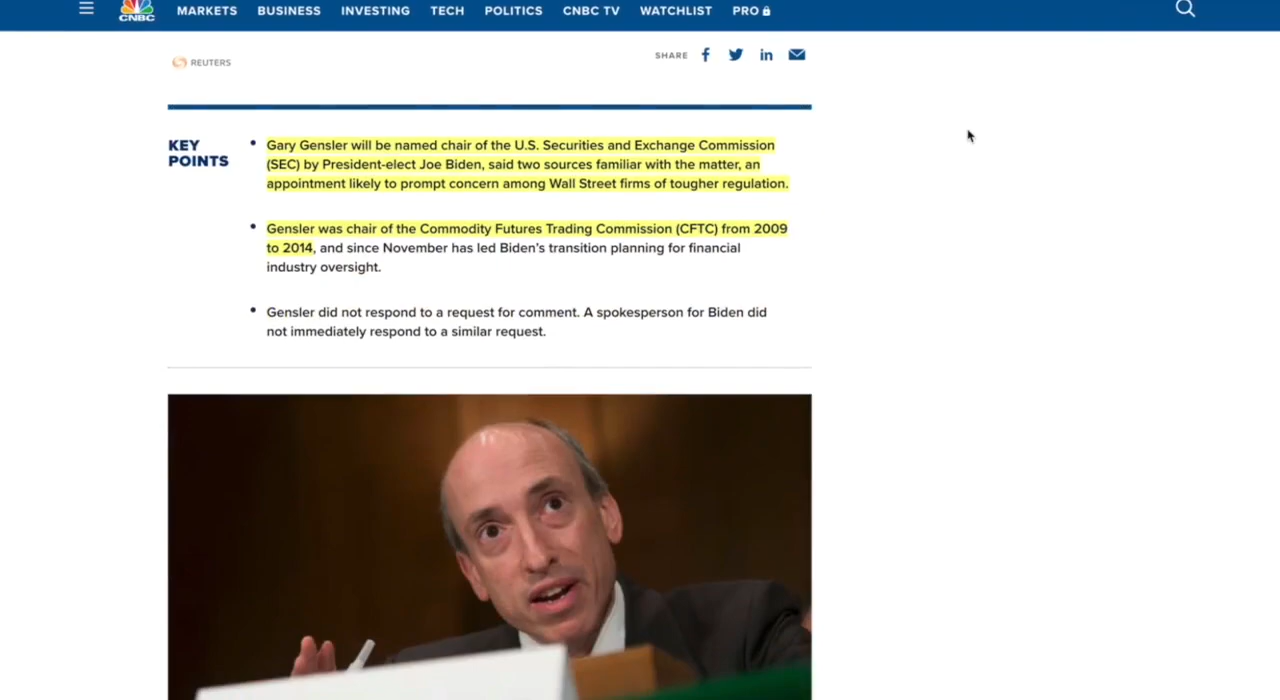 MARKETS BUSINESS INVESTING TECH POLITICS CNBC TV WATCHLIST PRO
CNBC
REUTERS
SHARE
KEY
POINTS
Gary Gensler will be named chair of the U.S. Securities and Exchange Commission
(SEC) by President-elect Joe Biden, said two sources familiar with the matter, an
appointment likely to prompt concern among Wall Street firms of tougher regulation.
Gensler was chair of the Commodity Futures Trading Commission (CFTC) from 2009
to 2014, and since November has led Biden’s transition planning for financial
industry oversight.
Gensler did not respond to a request for comment. A spokesperson for Biden did
not immediately respond to a similar request.